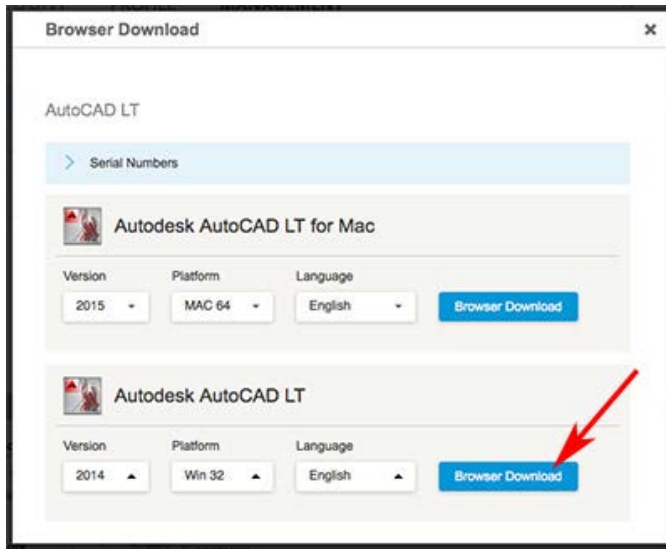 Browser Download
AutoCAD LT
Serial Numbers
Autodesk AutoCAD LT for Mac
Version Platform Language
2015 MAC 64 English Browser Download
Autodesk AutoCAD LT
Version Platform Language
2014 Win 32 English Browser Download